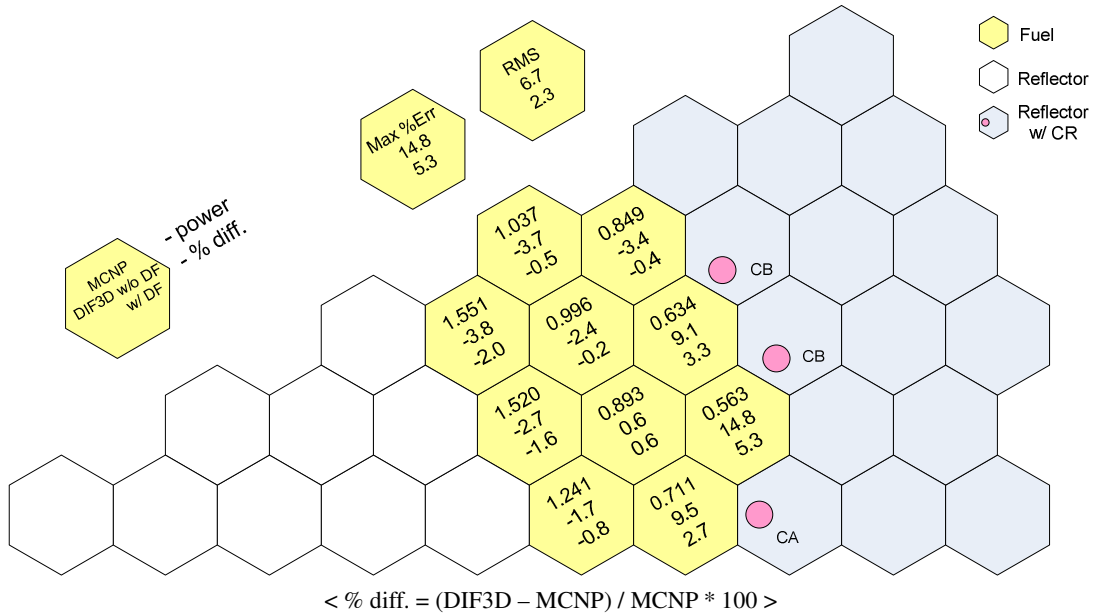 RMS
6.7
2.3
Max %Err
14.8
5.3
Fuel
Reflector
Reflector
w/ CR
- power
- % diff.
MCNP
DIF3D w/o DF
w/ DF
1.037
-3.7
-0.5
0.849
-3.4
-0.4
CB
1.551
-3.8
-2.0
0.996
-2.4
-0.2
0.634
9.1
3.3
CB
1.520
-2.7
-1.6
0.893
0.6
0.6
0.563
14.8
5.3
1.241
-1.7
-0.8
0.711
9.5
2.7
CA
< % diff. = (DIF3D – MCNP) / MCNP * 100 >